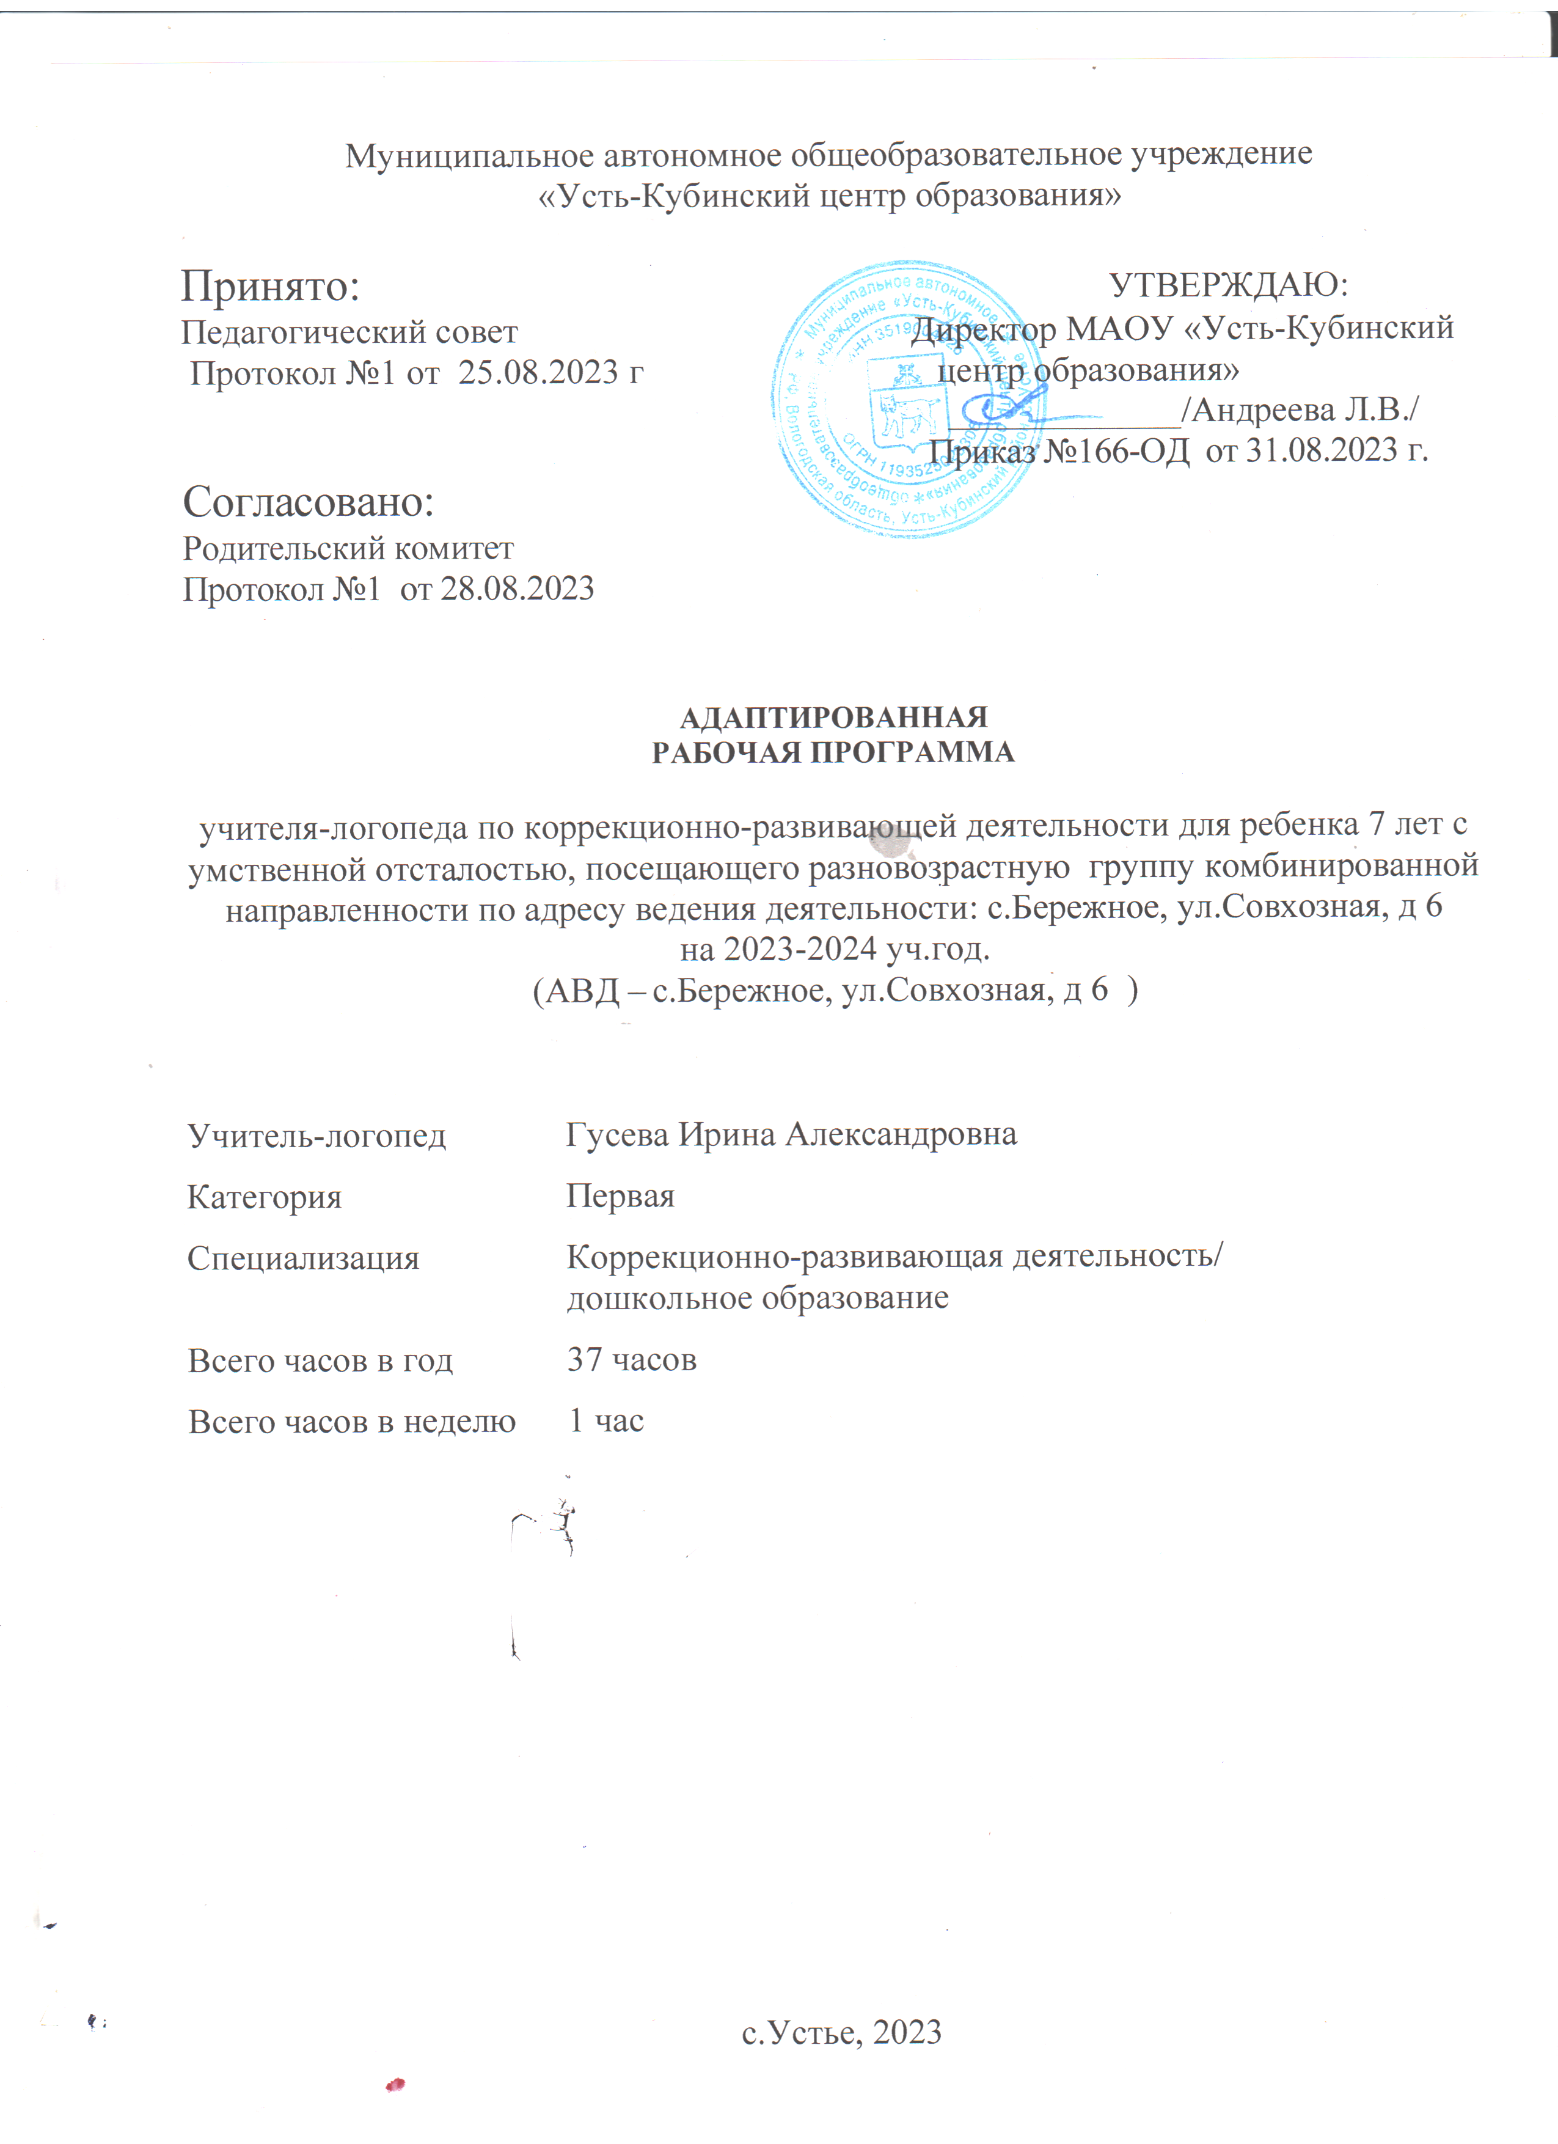 Муниципальное автономное общеобразовательное учреждение
«Усть-Кубинский центр образования»
Принято:
Педагогический совет
Протокол №1 от 25.08.2023 г
УТВЕРЖДАЮ:
Директор МАОУ «Усть-Кубинский
центр образования»
/Андреева Л.В./
Приказ №166-ОД от 31.08.2023 г.
Согласовано:
Родительский комитет
Протокол №1 от 28.08.2023
АДАПТИРОВАННАЯ
РАБОЧАЯ ПРОГРАММА
учителя-логопеда по коррекционно-развивающей деятельности для ребенка 7 лет с
умственной отсталостью, посещающего разновозрастную группу комбинированной
направленности по адресу ведения деятельности: с.Бережное, ул.Совхозная, д 6
на 2023-2024 уч.год.
(АВД – с.Бережное, ул.Совхозная, д 6 )
Учитель-логопед Гусева Ирина Александровна
Категория Первая
Специализация Коррекционно-развивающая деятельность/
дошкольное образование
Всего часов в год 37 часов
Всего часов в неделю 1 час
с.Устье, 2023